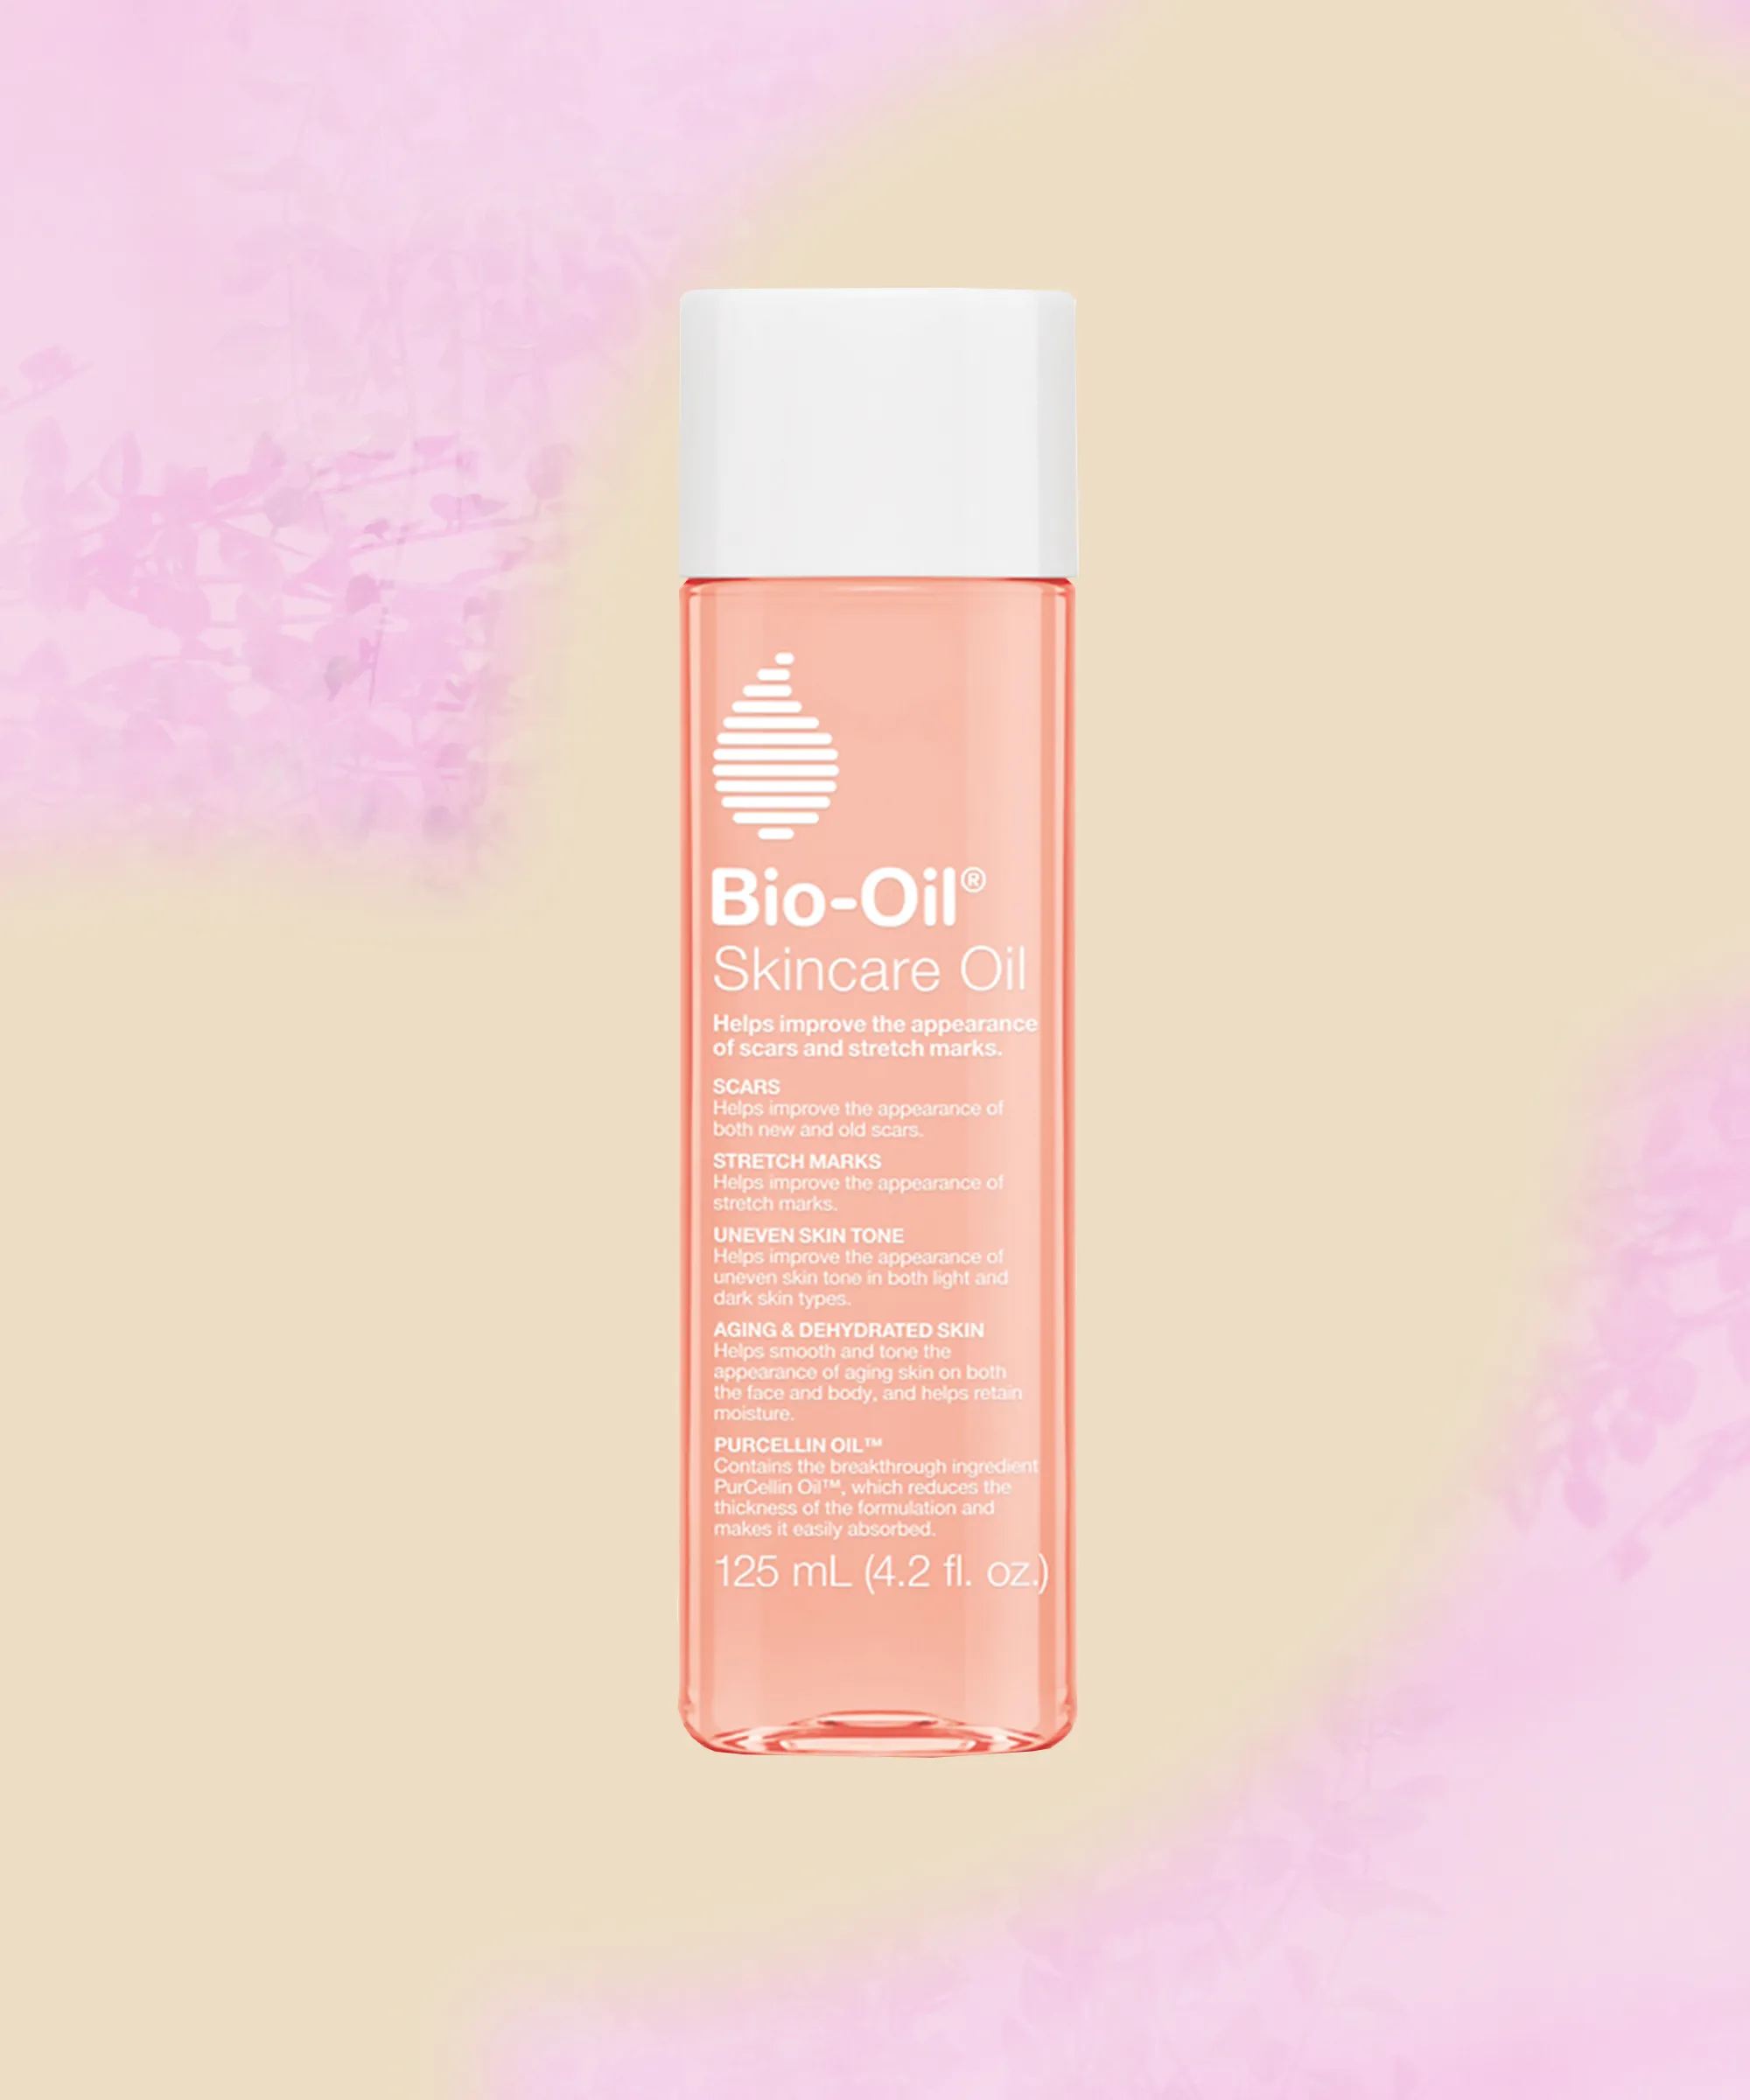 Bio-Oil®
Skincare Oil
Helps improve the appearance
of scars and stretch marks.
SCARS
Helps improve the appearance of
both new and old scars.
STRETCH MARKS
Helps improve the appearance of
stretch marks.
UNEVEN SKIN TONE
Helps improve the appearance of
uneven skin tone in both light and
dark skin types.
AGING & DEHYDRATED SKIN
Helps smooth and tone the
appearance of aging skin on both
the face and body, and helps retain
moisture.
PURCELLIN OIL™
Contains the breakthrough ingredient
PurCellin Oil™, which reduces the
thickness of the formulation and
makes it easily absorbed.
125 mL (4.2 fl. oz.)